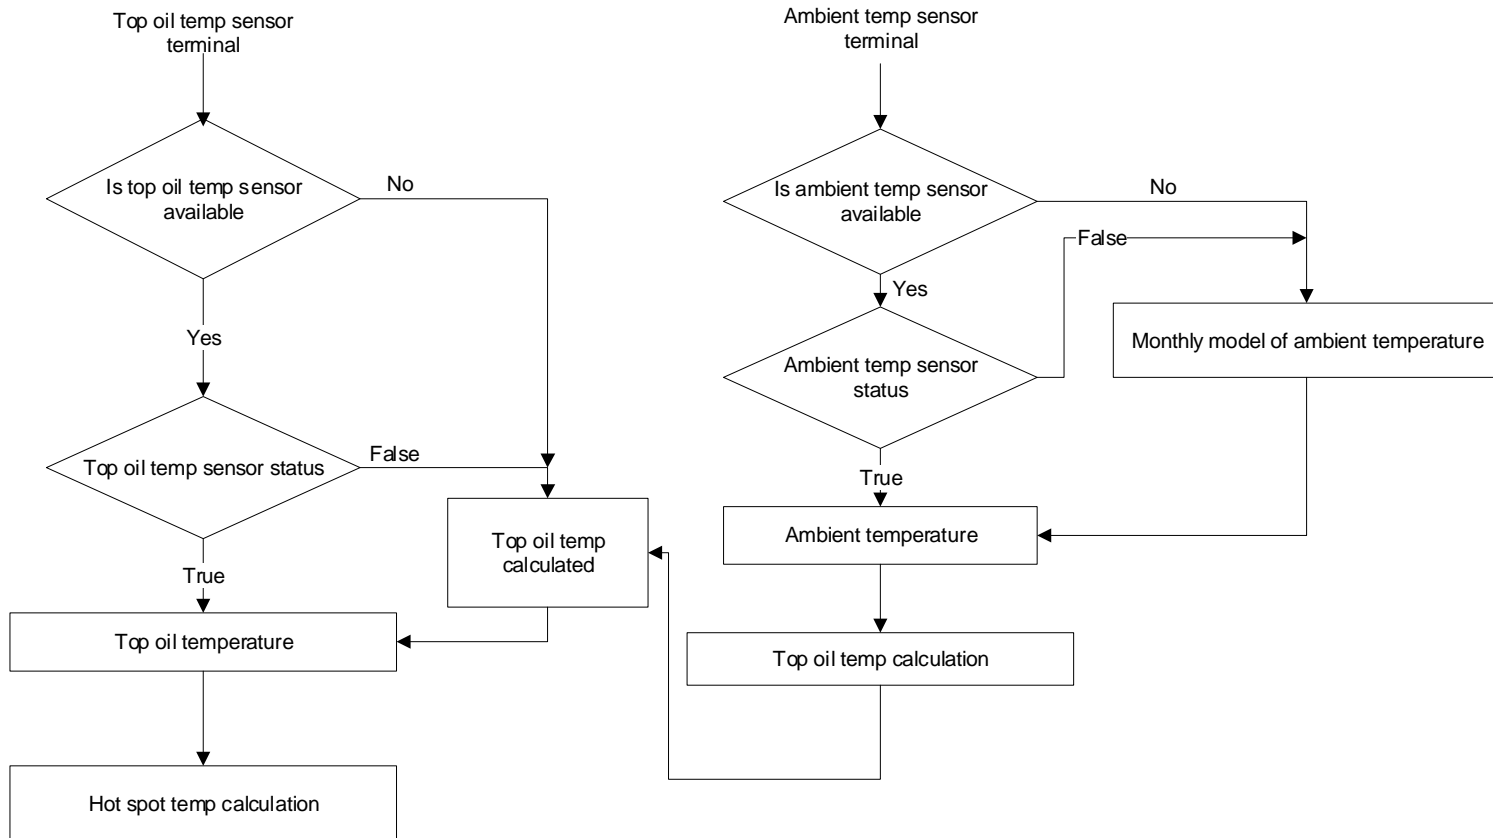 Top oil temp sensor
terminal
Is top oil temp sensor
available
No
Yes
Top oil temp sensor status
False
True
Top oil temp
calculated
Top oil temperature
Hot spot temp calculation
Ambient temp sensor
terminal
Is ambient temp sensor
available
No
False
Yes
Monthly model of ambient temperature
Ambient temp sensor
status
True
Ambient temperature
Top oil temp calculation